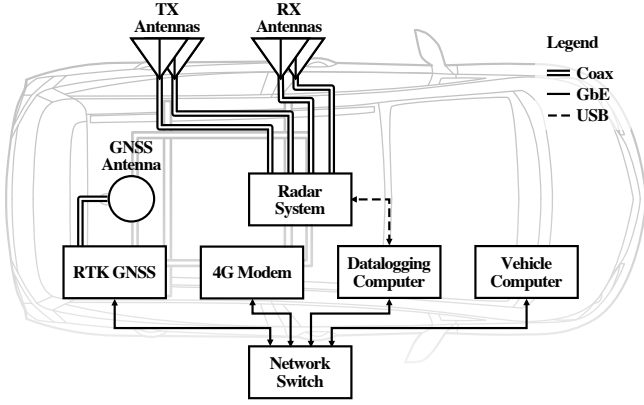 TX
Antennas
RX
Antennas
Legend
Coax
GbE
USB
GNSS
Antenna
Radar
System
RTK GNSS
4G Modem
Datalogging
Computer
Vehicle
Computer
Network
Switch